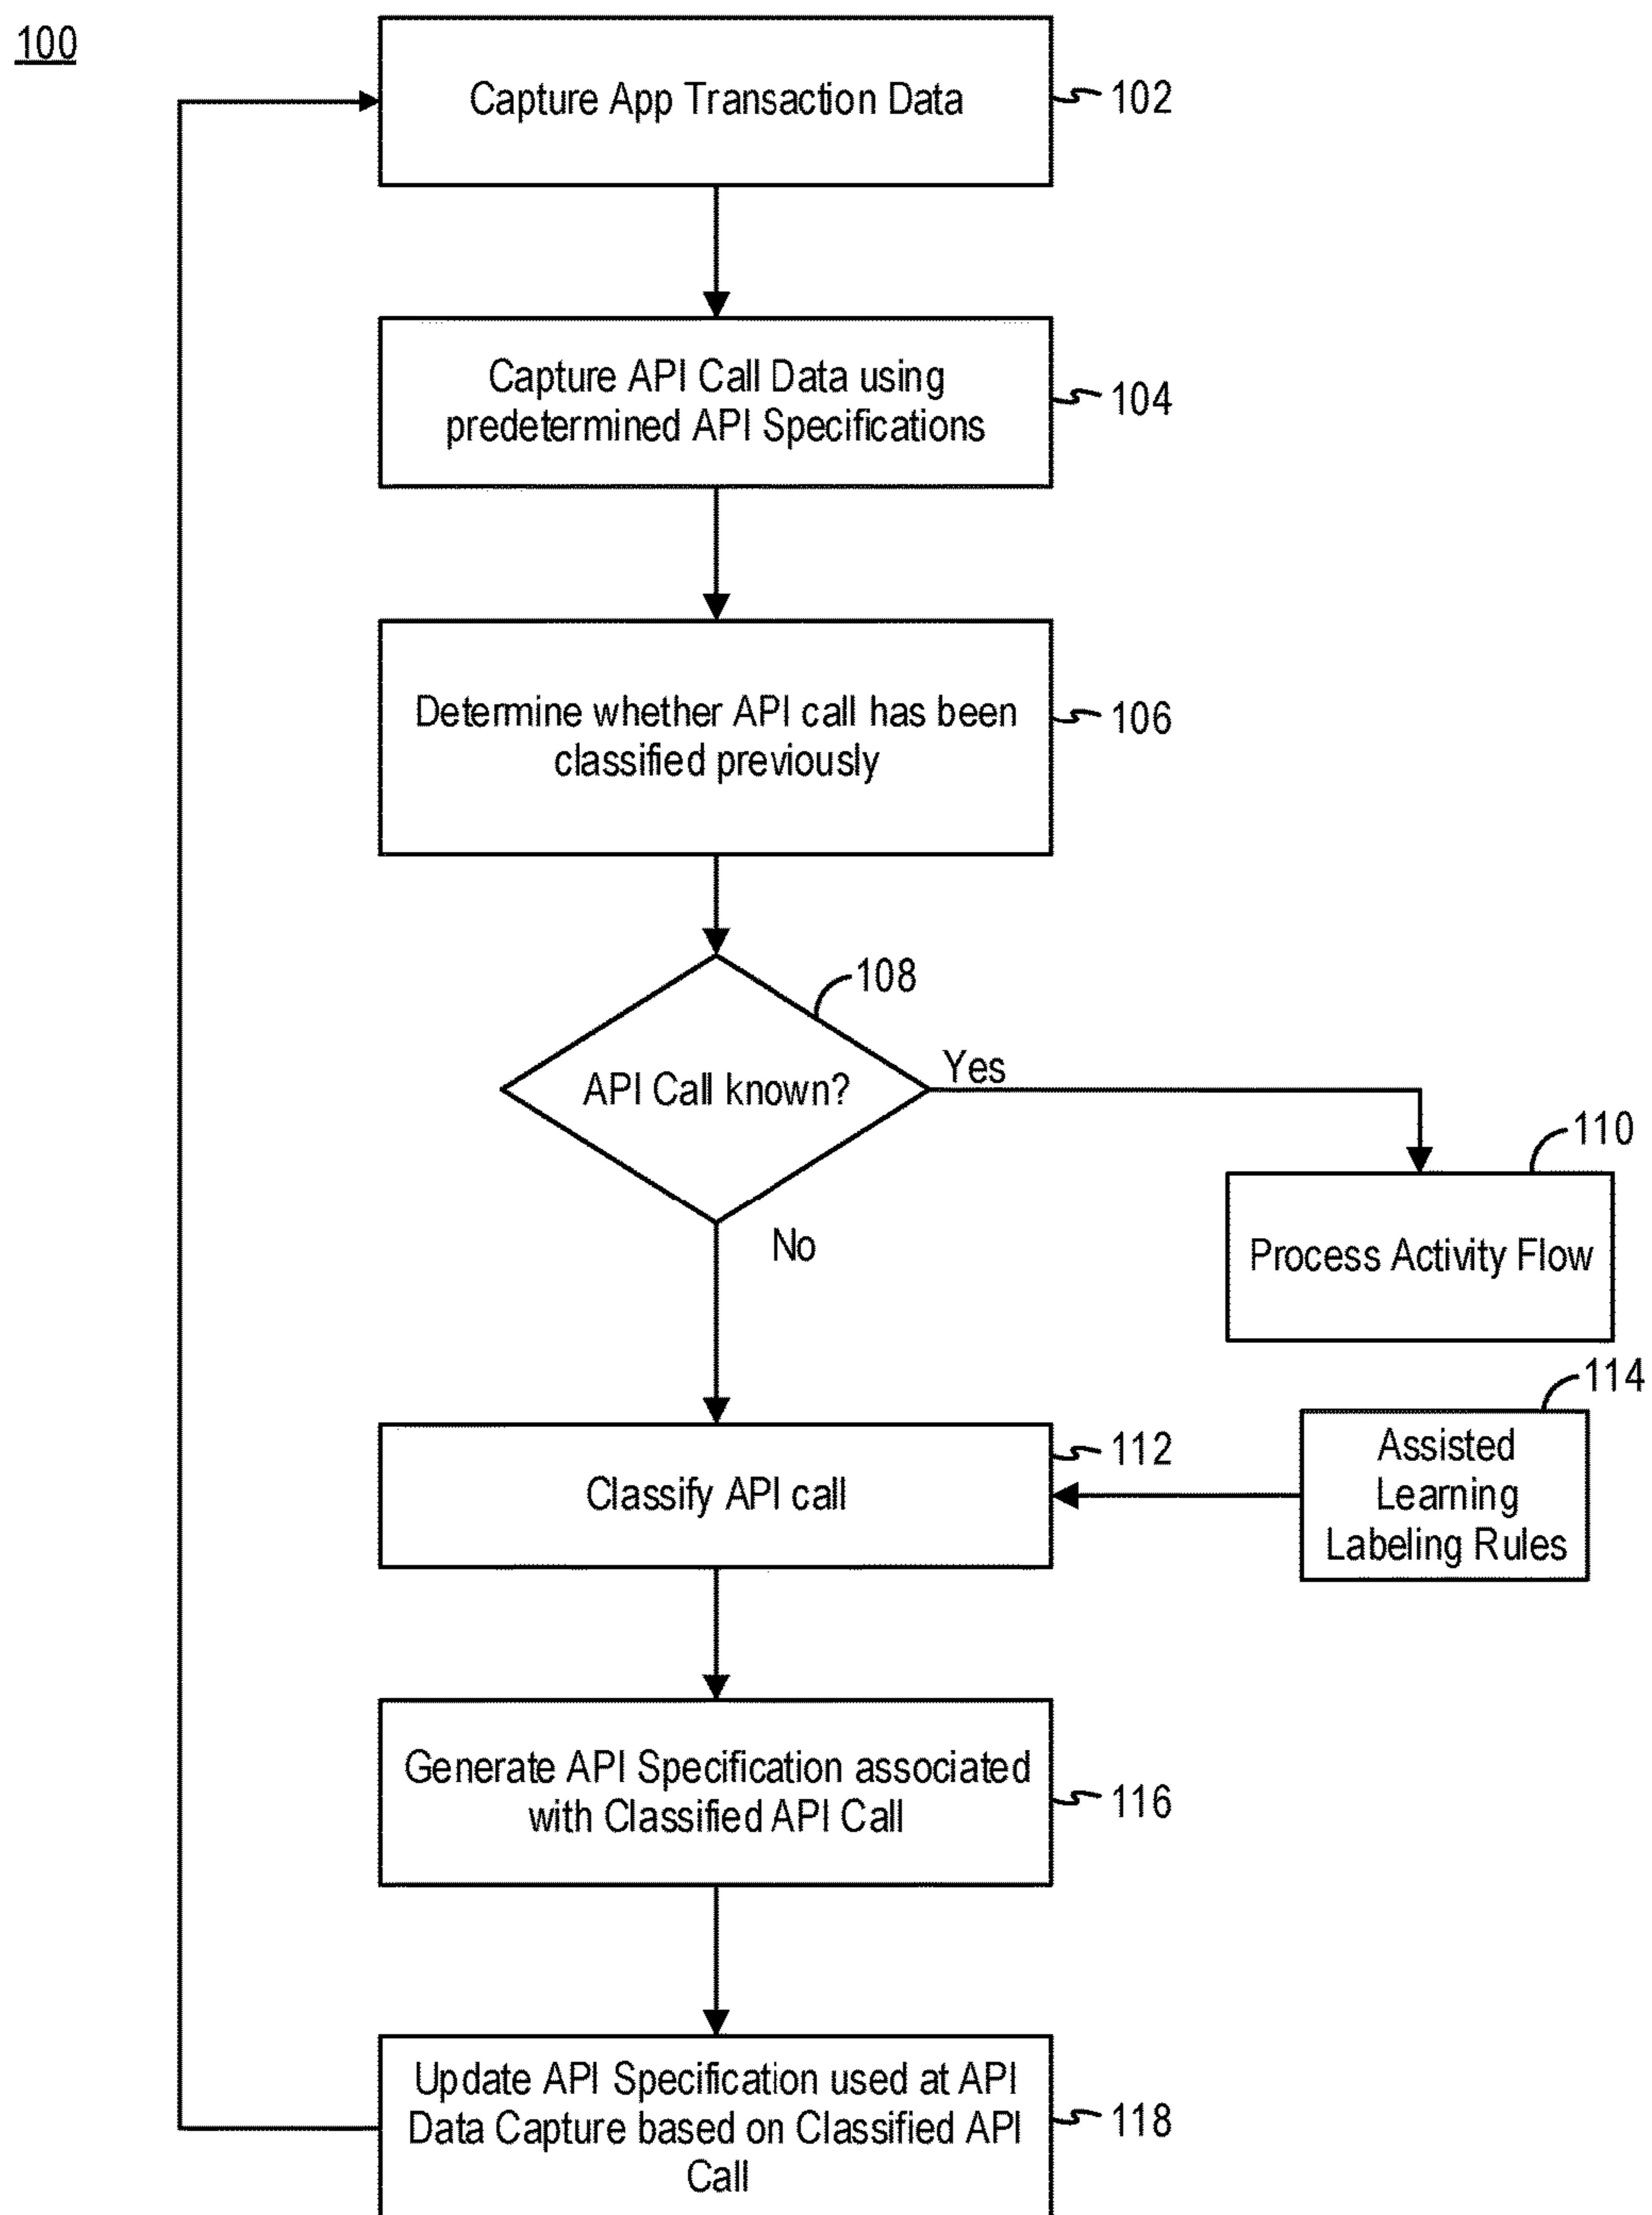 100
Capture App Transaction Data
102
Capture API Call Data using
predetermined API Specifications
104
Determine whether API call has been
classified previously
106
108
API Call known?
Yes
No
110
Process Activity Flow
Classify API call
112
114
Assisted
Learning
Labeling Rules
Generate API Specification associated
with Classified API Call
116
Update API Specification used at API
Data Capture based on Classified API
Call
118